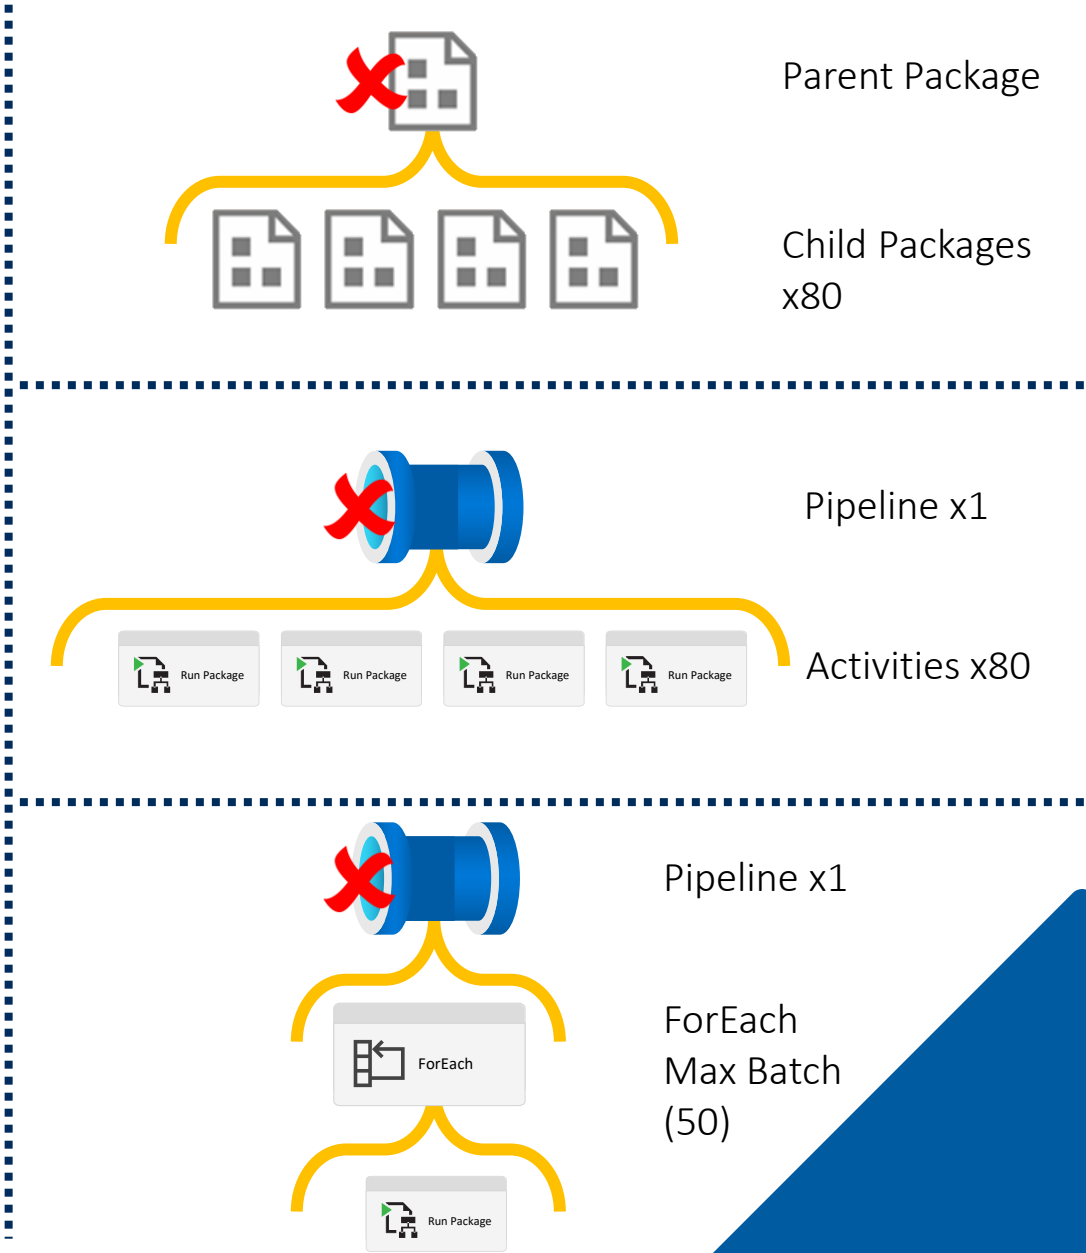 Parent Package
Child Packages
x80
Pipeline x1
Run Package
Run Package
Run Package
Run Package
Activities x80
Pipeline x1
ForEach
ForEach
Max Batch
(50)
Run Package